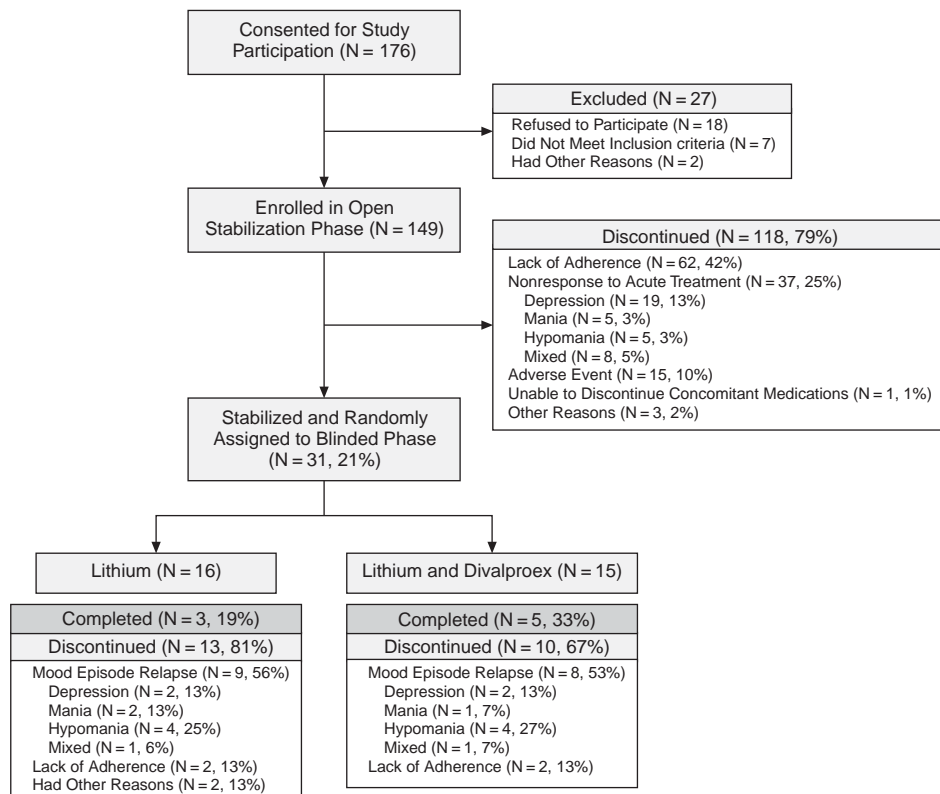 Consented for Study
Participation (N = 176)
Excluded (N = 27)
Refused to Participate (N = 18)
Did Not Meet Inclusion criteria (N = 7)
Had Other Reasons (N = 2)
Enrolled in Open
Stabilization Phase (N = 149)
Discontinued (N = 118, 79%)
Lack of Adherence (N = 62, 42%)
Nonresponse to Acute Treatment (N = 37, 25%)
Depression (N = 19, 13%)
Mania (N = 5, 3%)
Hypomania (N = 5, 3%)
Mixed (N = 8, 5%)
Adverse Event (N = 15, 10%)
Unable to Discontinue Concomitant Medications (N = 1, 1%)
Other Reasons (N = 3, 2%)
Stabilized and Randomly
Assigned to Blinded Phase
(N = 31, 21%)
Lithium (N = 16)
Completed (N = 3, 19%)
Discontinued (N = 13, 81%)
Mood Episode Relapse (N = 9, 56%)
Depression (N = 2, 13%)
Mania (N = 2, 13%)
Hypomania (N = 4, 25%)
Mixed (N = 1, 6%)
Lack of Adherence (N = 2, 13%)
Had Other Reasons (N = 2, 13%)
Lithium and Divalproex (N = 15)
Completed (N = 5, 33%)
Discontinued (N = 10, 67%)
Mood Episode Relapse (N = 8, 53%)
Depression (N = 2, 13%)
Mania (N = 1, 7%)
Hypomania (N = 4, 27%)
Mixed (N = 1, 7%)
Lack of Adherence (N = 2, 13%)